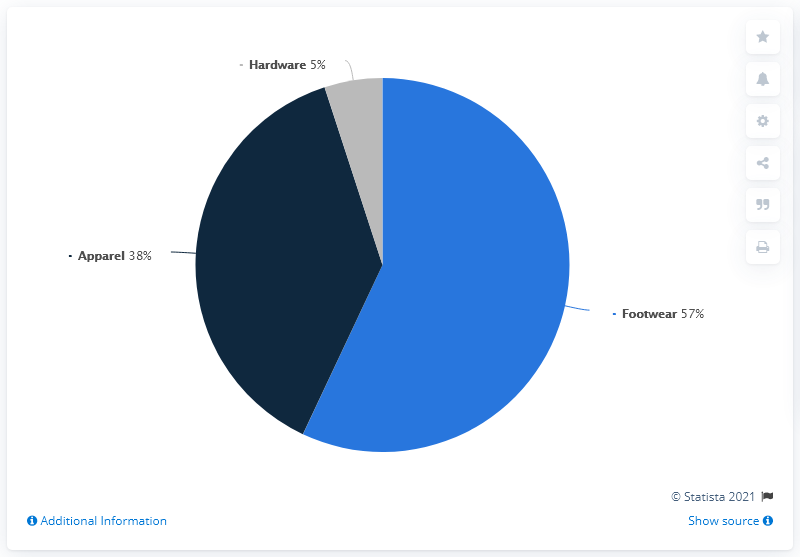 Hardware 5%
Apparel 38%
Footwear 57%
© Statista 2021
Additional Information
Show source